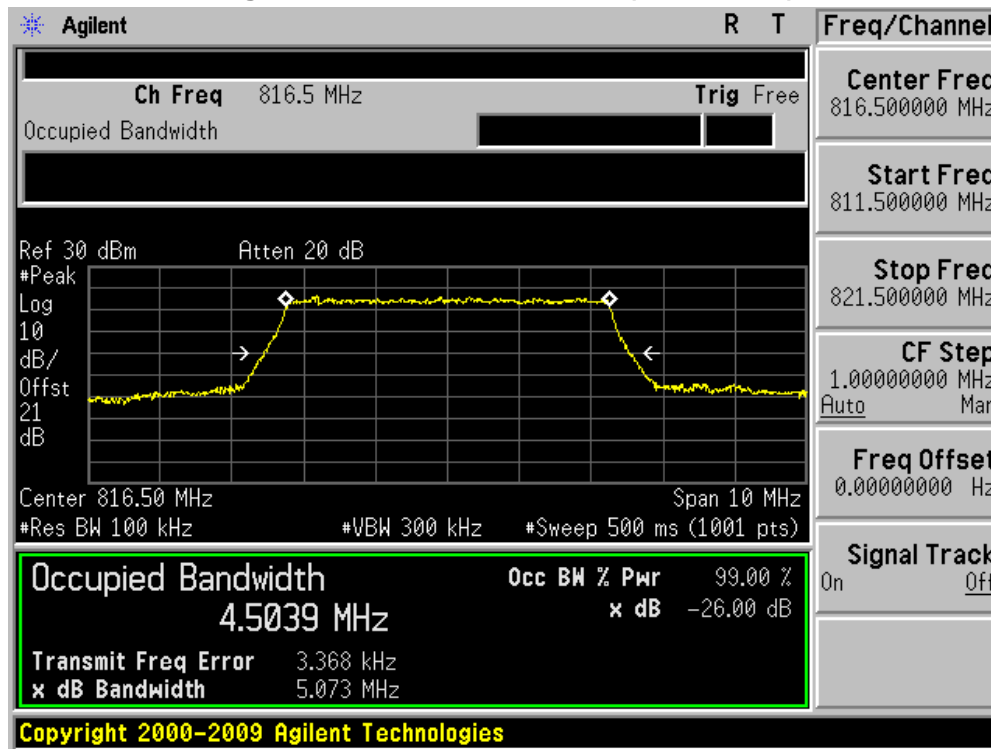 Agilent R T
Ch Freq 816.5 MHz Trig Free
Occupied Bandwidth
Ref 30 dBm Atten 20 dB
#Peak
Log
10
dB/
Offst
21
dB
Center 816.50 MHz Span 10 MHz
#Res BW 100 kHz #VBW 300 kHz #Sweep 500 ms (1001 pts)
Occupied Bandwidth Occ BW % Pwr 99.00 %
4.5039 MHz x dB -26.00 dB
Transmit Freq Error 3.368 kHz
x dB Bandwidth 5.073 MHz
Copyright 2000-2009 Agilent Technologies
Freq/Channel
Center Freq
816.500000 MHz
Start Freq
811.500000 MHz
Stop Freq
821.500000 MHz
CF Step
1.00000000 MHz
Auto Man
Freq Offset
0.00000000 Hz
Signal Track
On Off